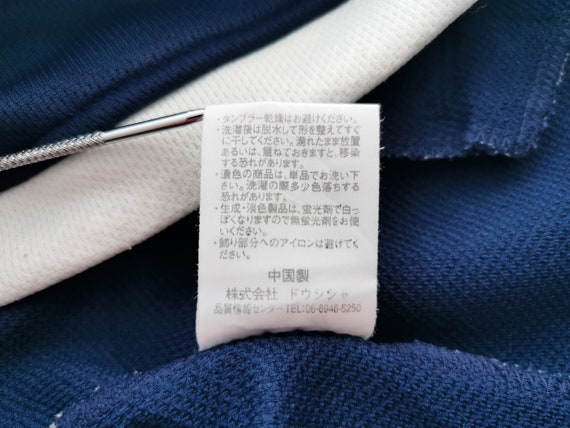 ・タンブラー乾燥はお避けください。
・洗濯後は脱水して形を整えてすぐ
に干してください。濡れたまま放置
あるいは、重ねておきますと、移染
する恐れがあります。
・濃色の商品は、単品でお洗い下
さい。洗濯の際多少色落ちする
恐れがあります。
・生成・淡色製品は、蛍光剤で白っ
ぽくなりますので無蛍光剤をお使
いください。
・飾り部分へのアイロンは避けてく
ださい。
中国製
株式会社 ドウシシャ
品質情報センターTEL:06-6946-5250